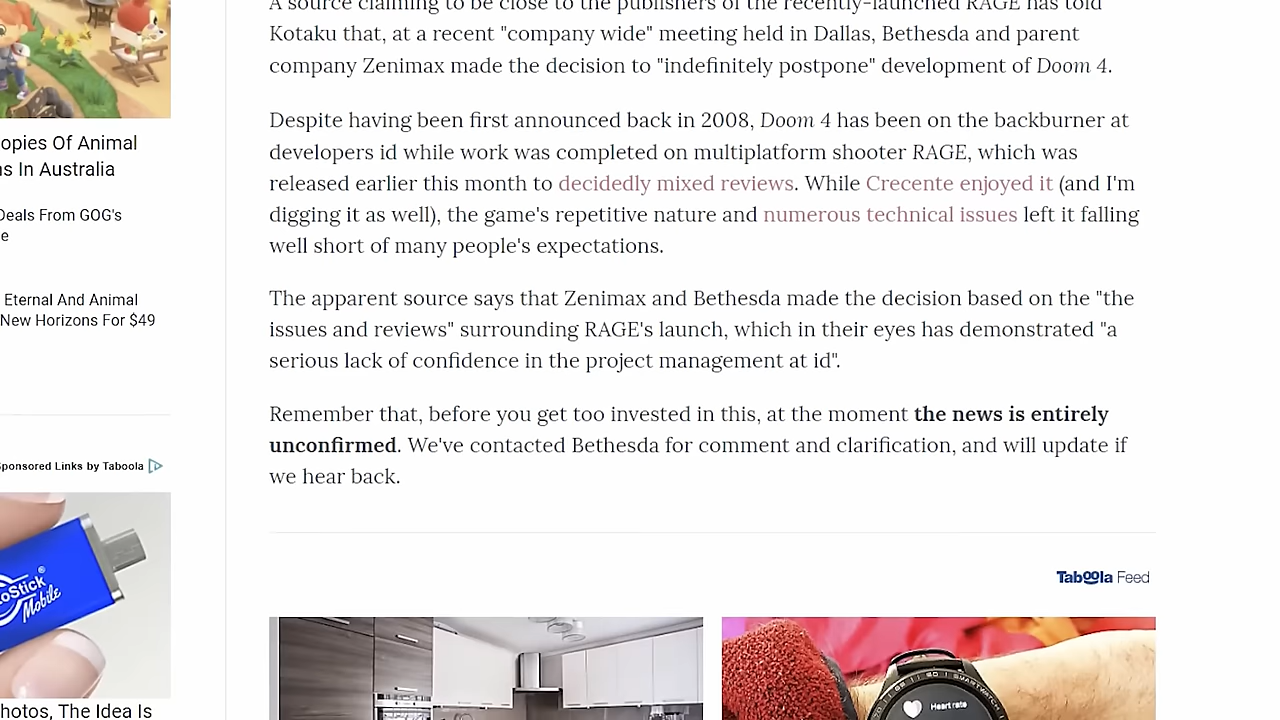 A source claiming to be close to the publishers of the recently-launched RAGE has told
Kotaku that, at a recent "company wide" meeting held in Dallas, Bethesda and parent
company Zenimax made the decision to "indefinitely postpone" development of Doom 4.
Despite having been first announced back in 2008, Doom 4 has been on the backburner at
developers id while work was completed on multiplatform shooter RAGE, which was
released earlier this month to decidedly mixed reviews. While Crecente enjoyed it (and I'm
digging it as well), the game's repetitive nature and numerous technical issues left it falling
well short of many people's expectations.
The apparent source says that Zenimax and Bethesda made the decision based on the "the
issues and reviews" surrounding RAGE's launch, which in their eyes has demonstrated "a
serious lack of confidence in the project management at id".
Remember that, before you get too invested in this, at the moment the news is entirely
unconfirmed. We've contacted Bethesda for comment and clarification, and will update if
we hear back.
opies Of Animal
ns In Australia
Deals From GOG's
e
Eternal And Animal
New Horizons For $49
Sponsored Links by Taboola
oStick®
Mobile
hotos, The Idea Is
Taboola Feed
SMARTWATCH
Heart rate